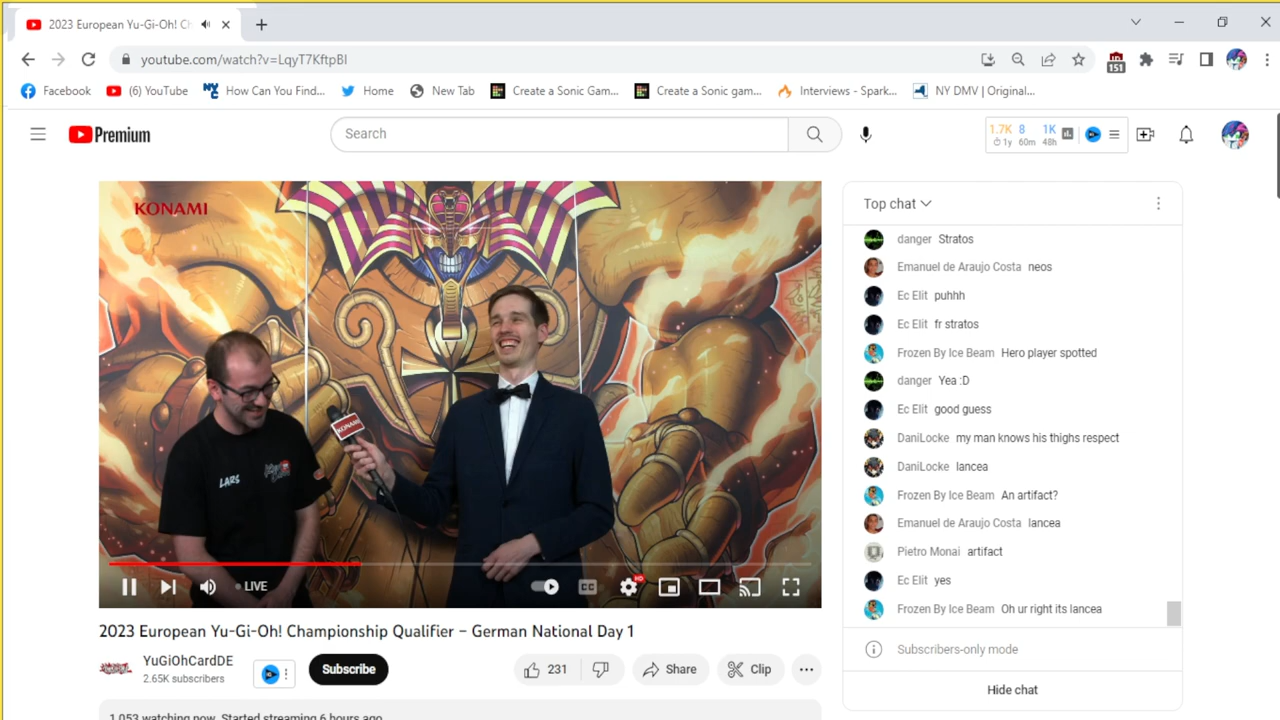 2023 European Yu-Gi-Oh! Ch
youtube.com/watch?v=LqyT7KftpBI
151
Facebook
(6) YouTube
NYC How Can You Find...
Home
New Tab
Create a Sonic Gam...
Create a Sonic gam...
Interviews - Spark...
NY DMV | Original...
Premium
Search
1.7K 8 1K
1y 60m 48h
KONAMI
KONAMI
LARS
LIVE
CC
HD
Top chat
danger Stratos
Emanuel de Araujo Costa neos
Ec Elit puhhh
Ec Elit fr stratos
Frozen By Ice Beam Hero player spotted
danger Yea :D
Ec Elit good guess
DaniLocke my man knows his thighs respect
DaniLocke lancea
Frozen By Ice Beam An artifact?
Emanuel de Araujo Costa lancea
Pietro Monai artifact
Ec Elit yes
Frozen By Ice Beam Oh ur right its lancea
Subscribers-only mode
Hide chat
2023 European Yu-Gi-Oh! Championship Qualifier – German National Day 1
YuGiOhCardDE
2.65K subscribers
Subscribe
231
Share
Clip
1,053 watching now Started streaming 6 hours ago